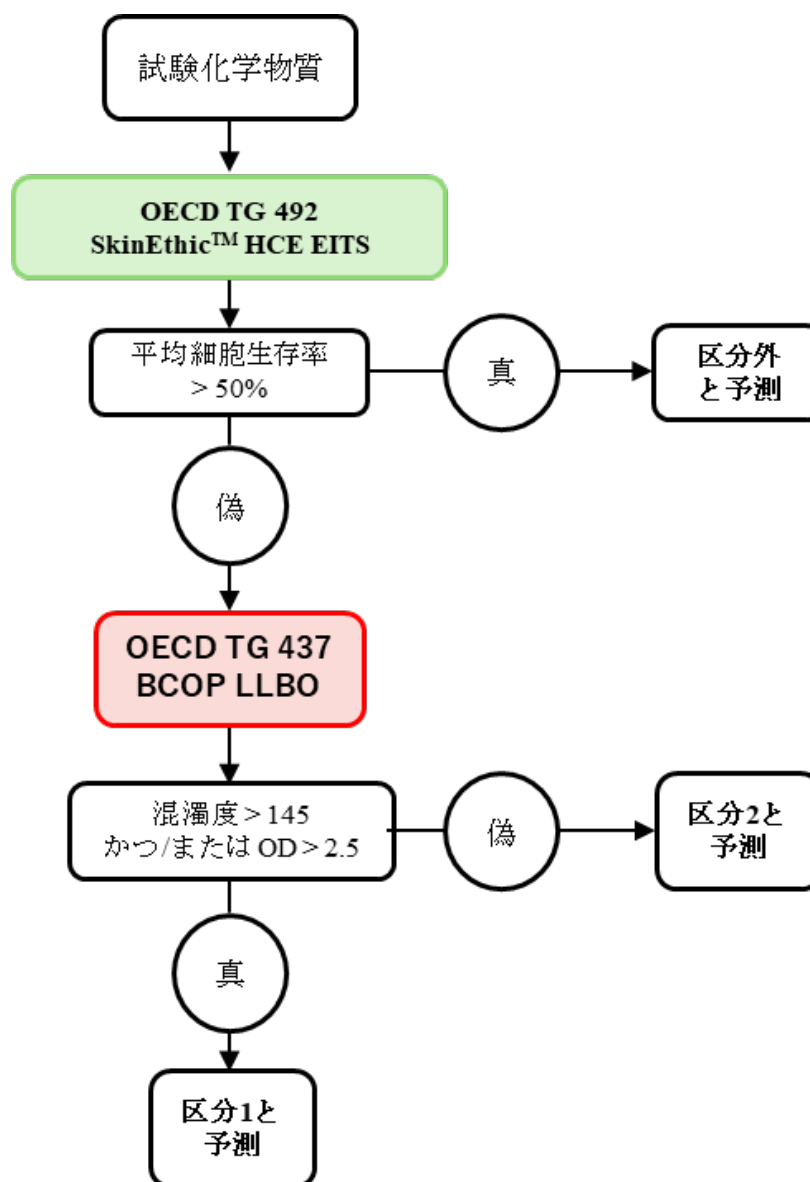 試験化学物質
OECD TG 492
SkinEthic™ HCE EITS
平均細胞生存率
> 50%
真
区分外
と予測
偽
OECD TG 437
BCOP LLBO
混濁度 > 145
かつ/または OD > 2.5
偽
区分2と
予測
真
区分1と
予測